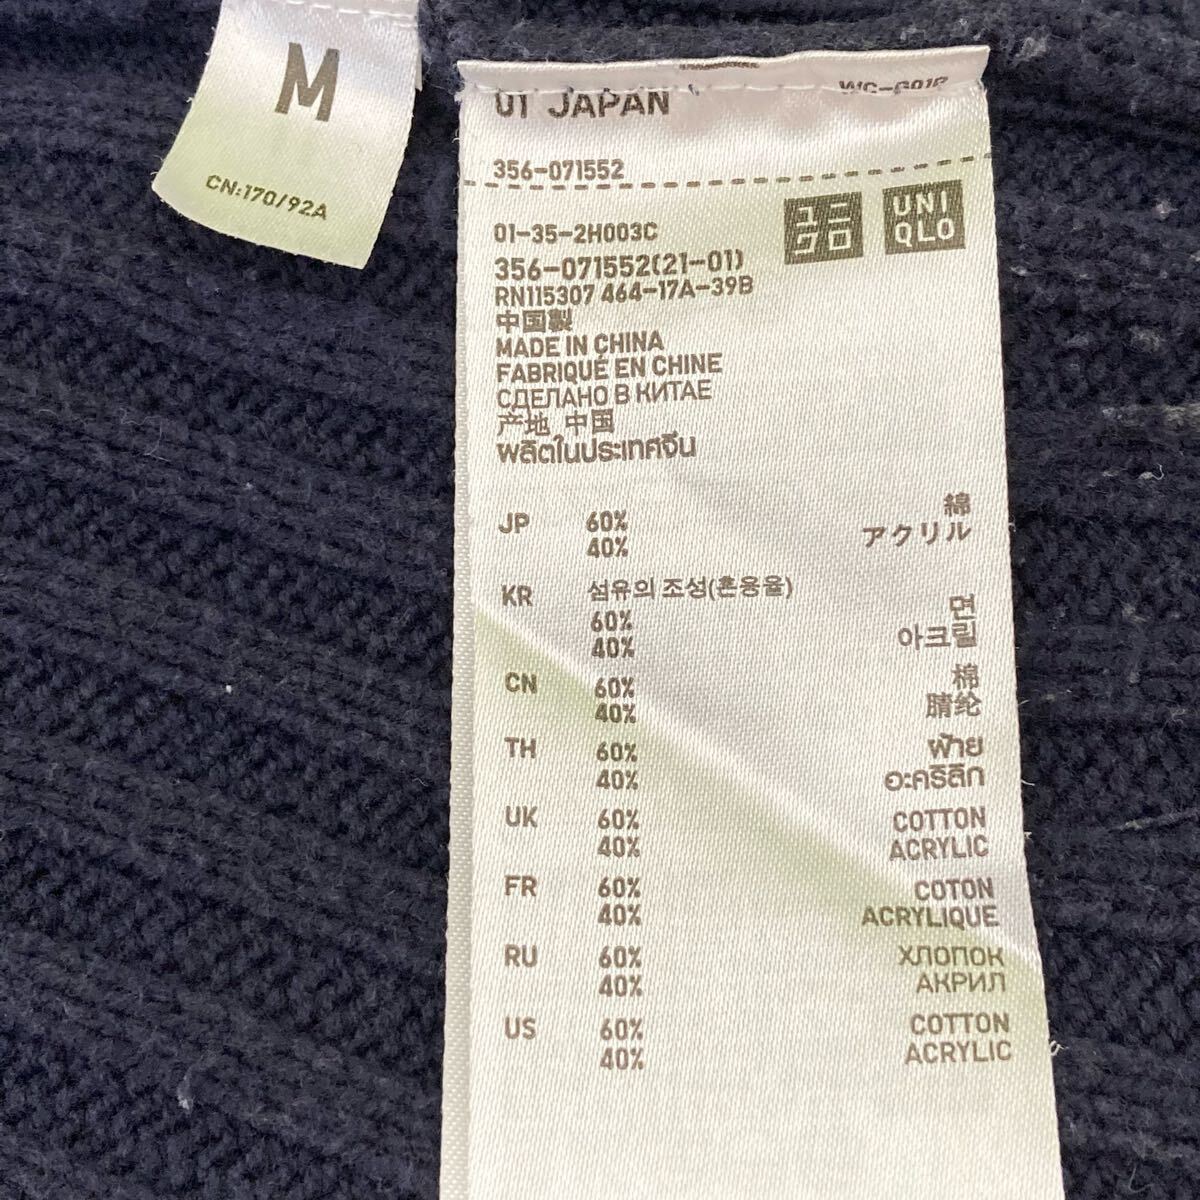 M
CN:170/92A
01 JAPAN
356-071552
ユニ
クロ
UNI
QLO
01-35-2H003C
356-071552(21-01)
RN115307 464-17A-39B
中国製
MADE IN CHINA
FABRIQUÉ EN CHINE
СДЕЛАНО В КИТАЕ
产地 中国
ผลิตในประเทศจีน
JP 60% 綿
40% アクリル
KR 섬유의 조성(혼용율)
60% 면
40% 아크릴
CN 60% 棉
40% 腈纶
TH 60% ฝ้าย
40% อะคริลิก
UK 60% COTTON
40% ACRYLIC
FR 60% COTON
40% ACRYLIQUE
RU 60% ХЛОПОК
40% АКРИЛ
US 60% COTTON
40% ACRYLIC